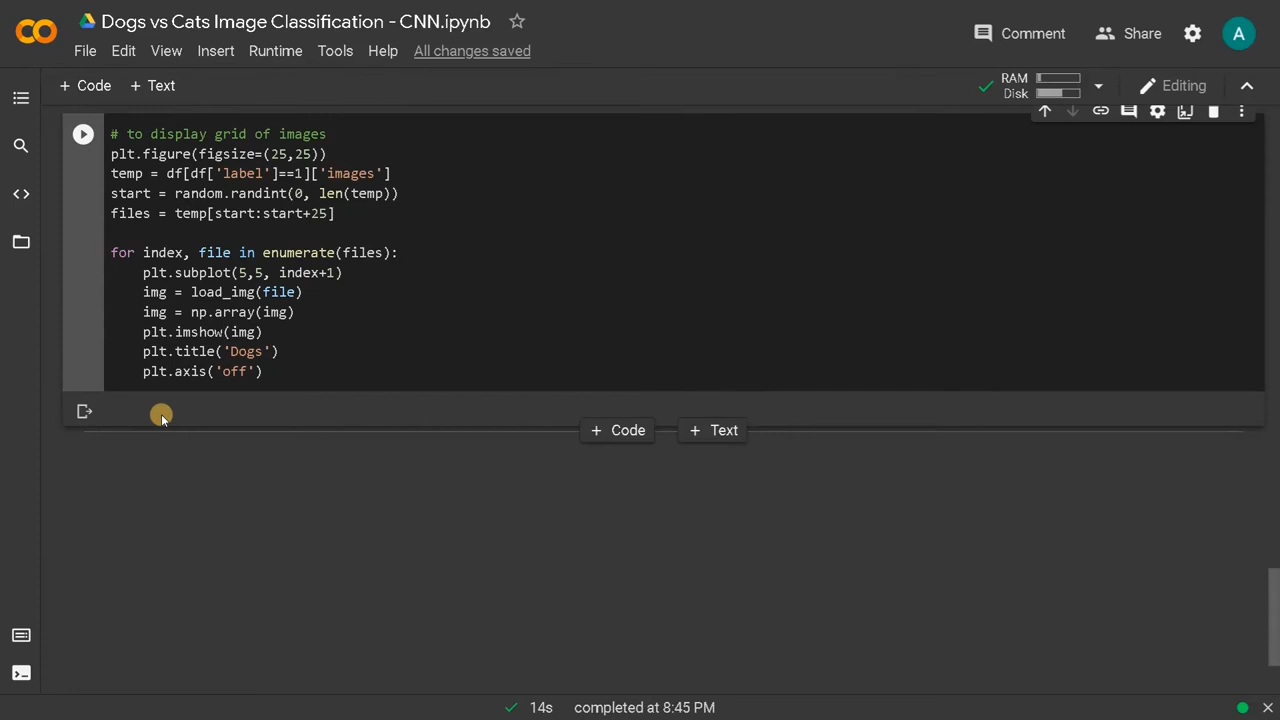 Dogs vs Cats Image Classification - CNN.ipynb
File Edit View Insert Runtime Tools Help All changes saved
Comment Share A
+ Code + Text
RAM
Disk
Editing
# to display grid of images
plt.figure(figsize=(25,25))
temp = df[df['label']==1]['images']
start = random.randint(0, len(temp))
files = temp[start:start+25]
for index, file in enumerate(files):
    plt.subplot(5,5, index+1)
    img = load_img(file)
    img = np.array(img)
    plt.imshow(img)
    plt.title('Dogs')
    plt.axis('off')
+ Code + Text
14s completed at 8:45 PM